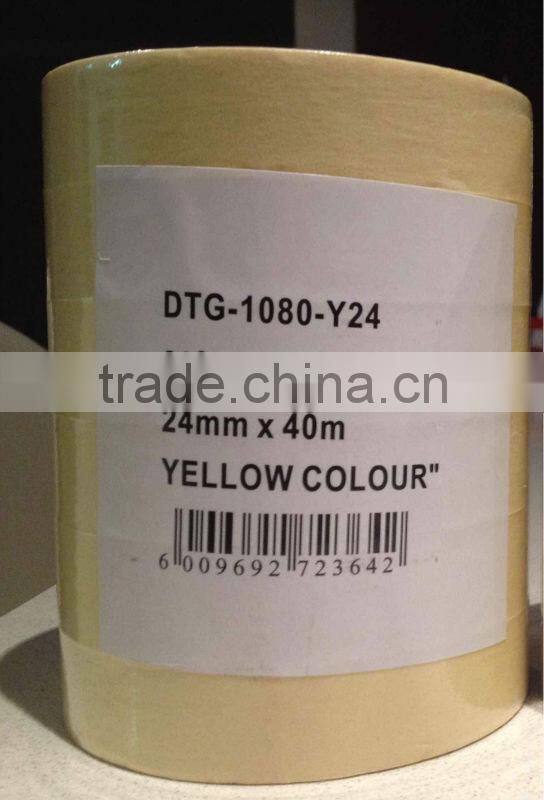 DTG-1080-Y24
trade.china.cn
24mm x 40m
YELLOW COLOUR"
6 009692 723642